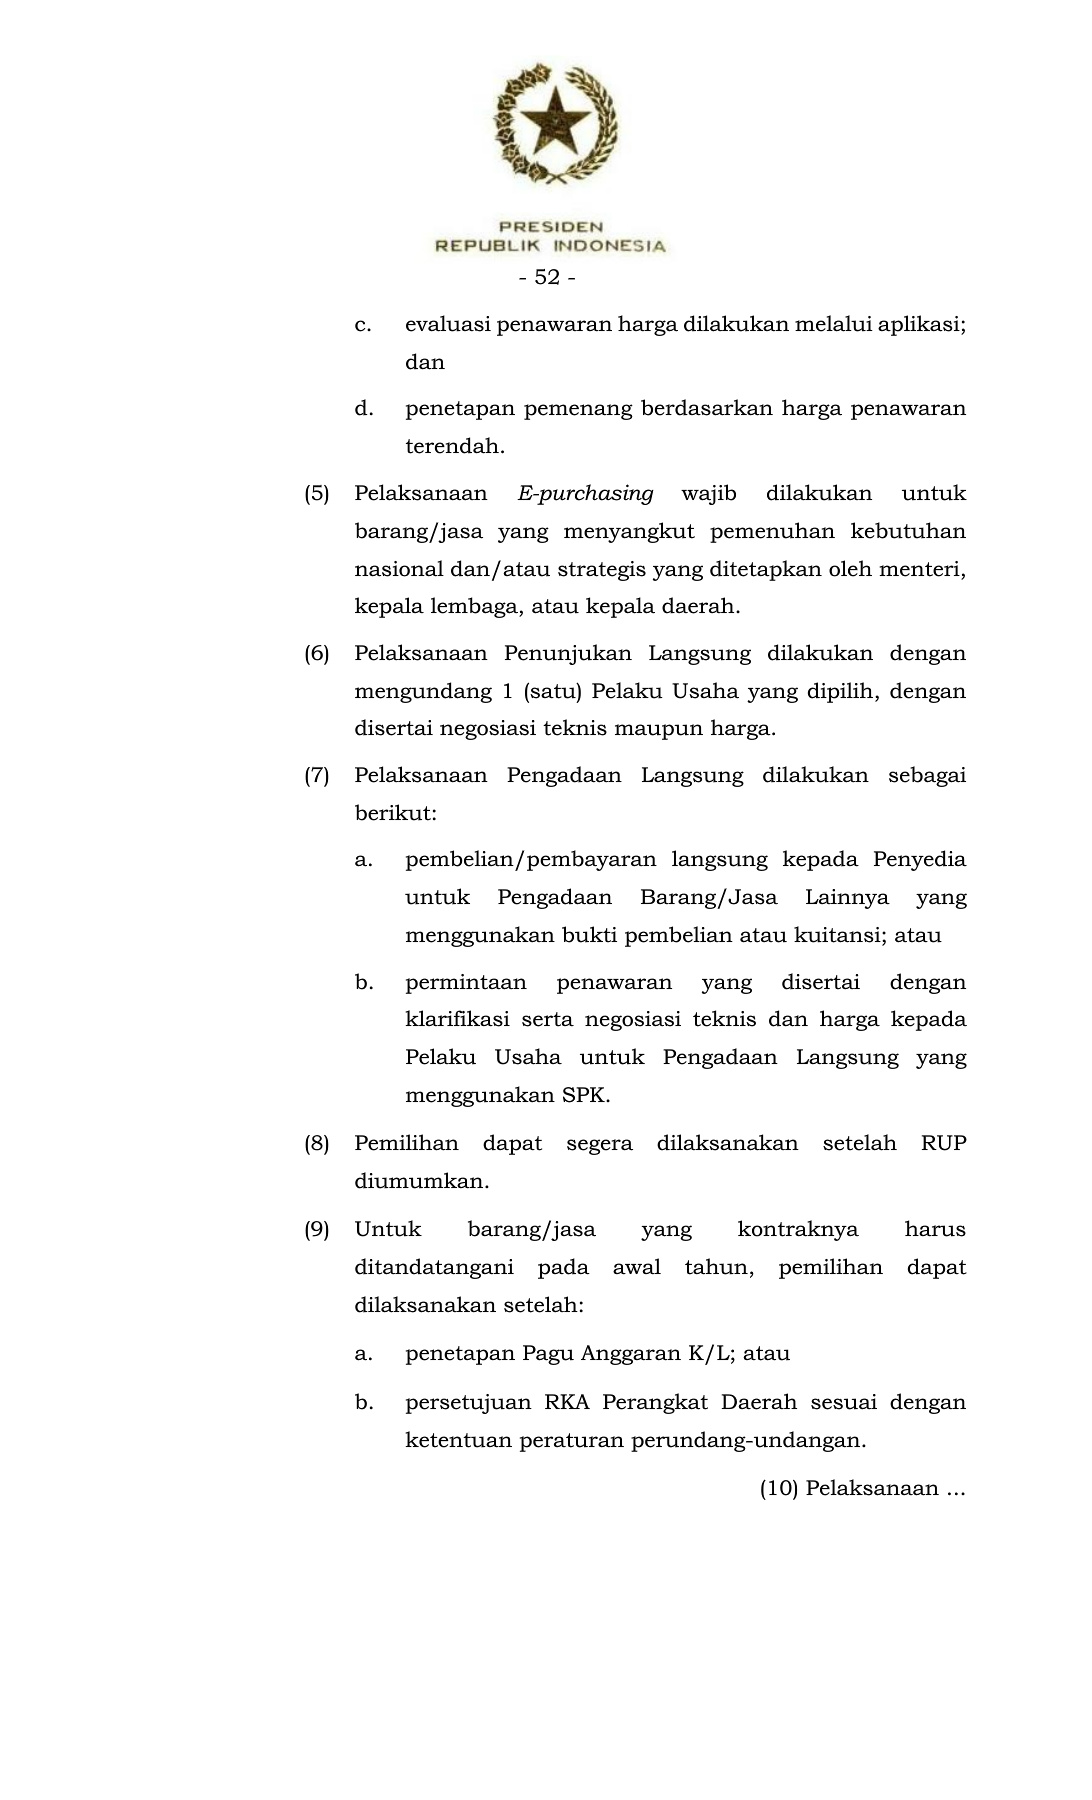 PRESIDEN
REPUBLIK INDONESIA
- 52 -
c. evaluasi penawaran harga dilakukan melalui aplikasi;
dan
d. penetapan pemenang berdasarkan harga penawaran
terendah.
(5) Pelaksanaan E-purchasing wajib dilakukan untuk
barang/jasa yang menyangkut pemenuhan kebutuhan
nasional dan/atau strategis yang ditetapkan oleh menteri,
kepala lembaga, atau kepala daerah.
(6) Pelaksanaan Penunjukan Langsung dilakukan dengan
mengundang 1 (satu) Pelaku Usaha yang dipilih, dengan
disertai negosiasi teknis maupun harga.
(7) Pelaksanaan Pengadaan Langsung dilakukan sebagai
berikut:
a. pembelian/pembayaran langsung kepada Penyedia
untuk Pengadaan Barang/Jasa Lainnya yang
menggunakan bukti pembelian atau kuitansi; atau
b. permintaan penawaran yang disertai dengan
klarifikasi serta negosiasi teknis dan harga kepada
Pelaku Usaha untuk Pengadaan Langsung yang
menggunakan SPK.
(8) Pemilihan dapat segera dilaksanakan setelah RUP
diumumkan.
(9) Untuk barang/jasa yang kontraknya harus
ditandatangani pada awal tahun, pemilihan dapat
dilaksanakan setelah:
a. penetapan Pagu Anggaran K/L; atau
b. persetujuan RKA Perangkat Daerah sesuai dengan
ketentuan peraturan perundang-undangan.
(10) Pelaksanaan ...